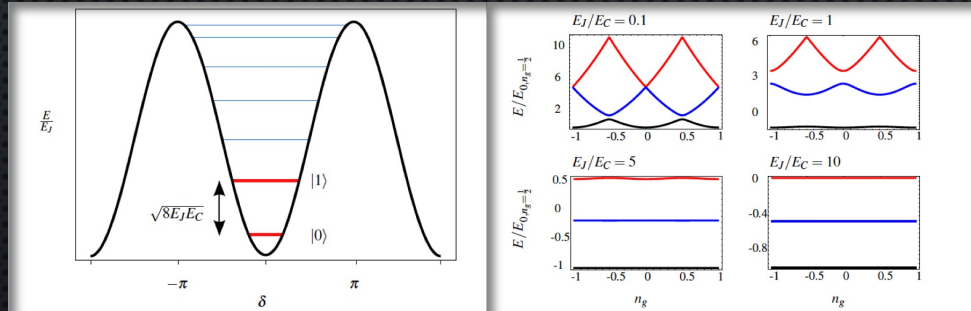 E/E_J
|1⟩
√8E_JE_C
|0⟩
−π
π
δ
E_J/E_C = 0.1
E/E_{0,n_g=1/2}
10
6
2
-1
-0.5
0
0.5
1
E_J/E_C = 1
6
3
0
-1
-0.5
0
0.5
1
E_J/E_C = 5
E/E_{0,n_g=1/2}
0.5
0
-0.5
-1
-1
-0.5
0
0.5
1
n_g
E_J/E_C = 10
0
-0.4
-0.8
-1
-0.5
0
0.5
1
n_g